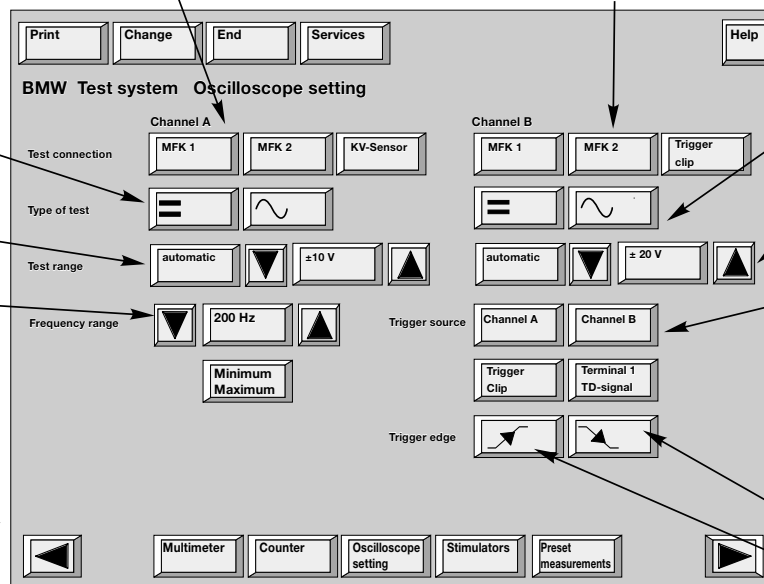 Print Change End Services Help
BMW Test system Oscilloscope setting
Channel A Channel B
Test connection MFK 1 MFK 2 KV-Sensor MFK 1 MFK 2 Trigger
clip
Type of test
Test range automatic ±10 V automatic ± 20 V
Frequency range 200 Hz Trigger source Channel A Channel B
Minimum
Maximum
Trigger
Clip
Terminal 1
TD-signal
Trigger edge
Multimeter Counter Oscilloscope
setting
Stimulators Preset
measurements